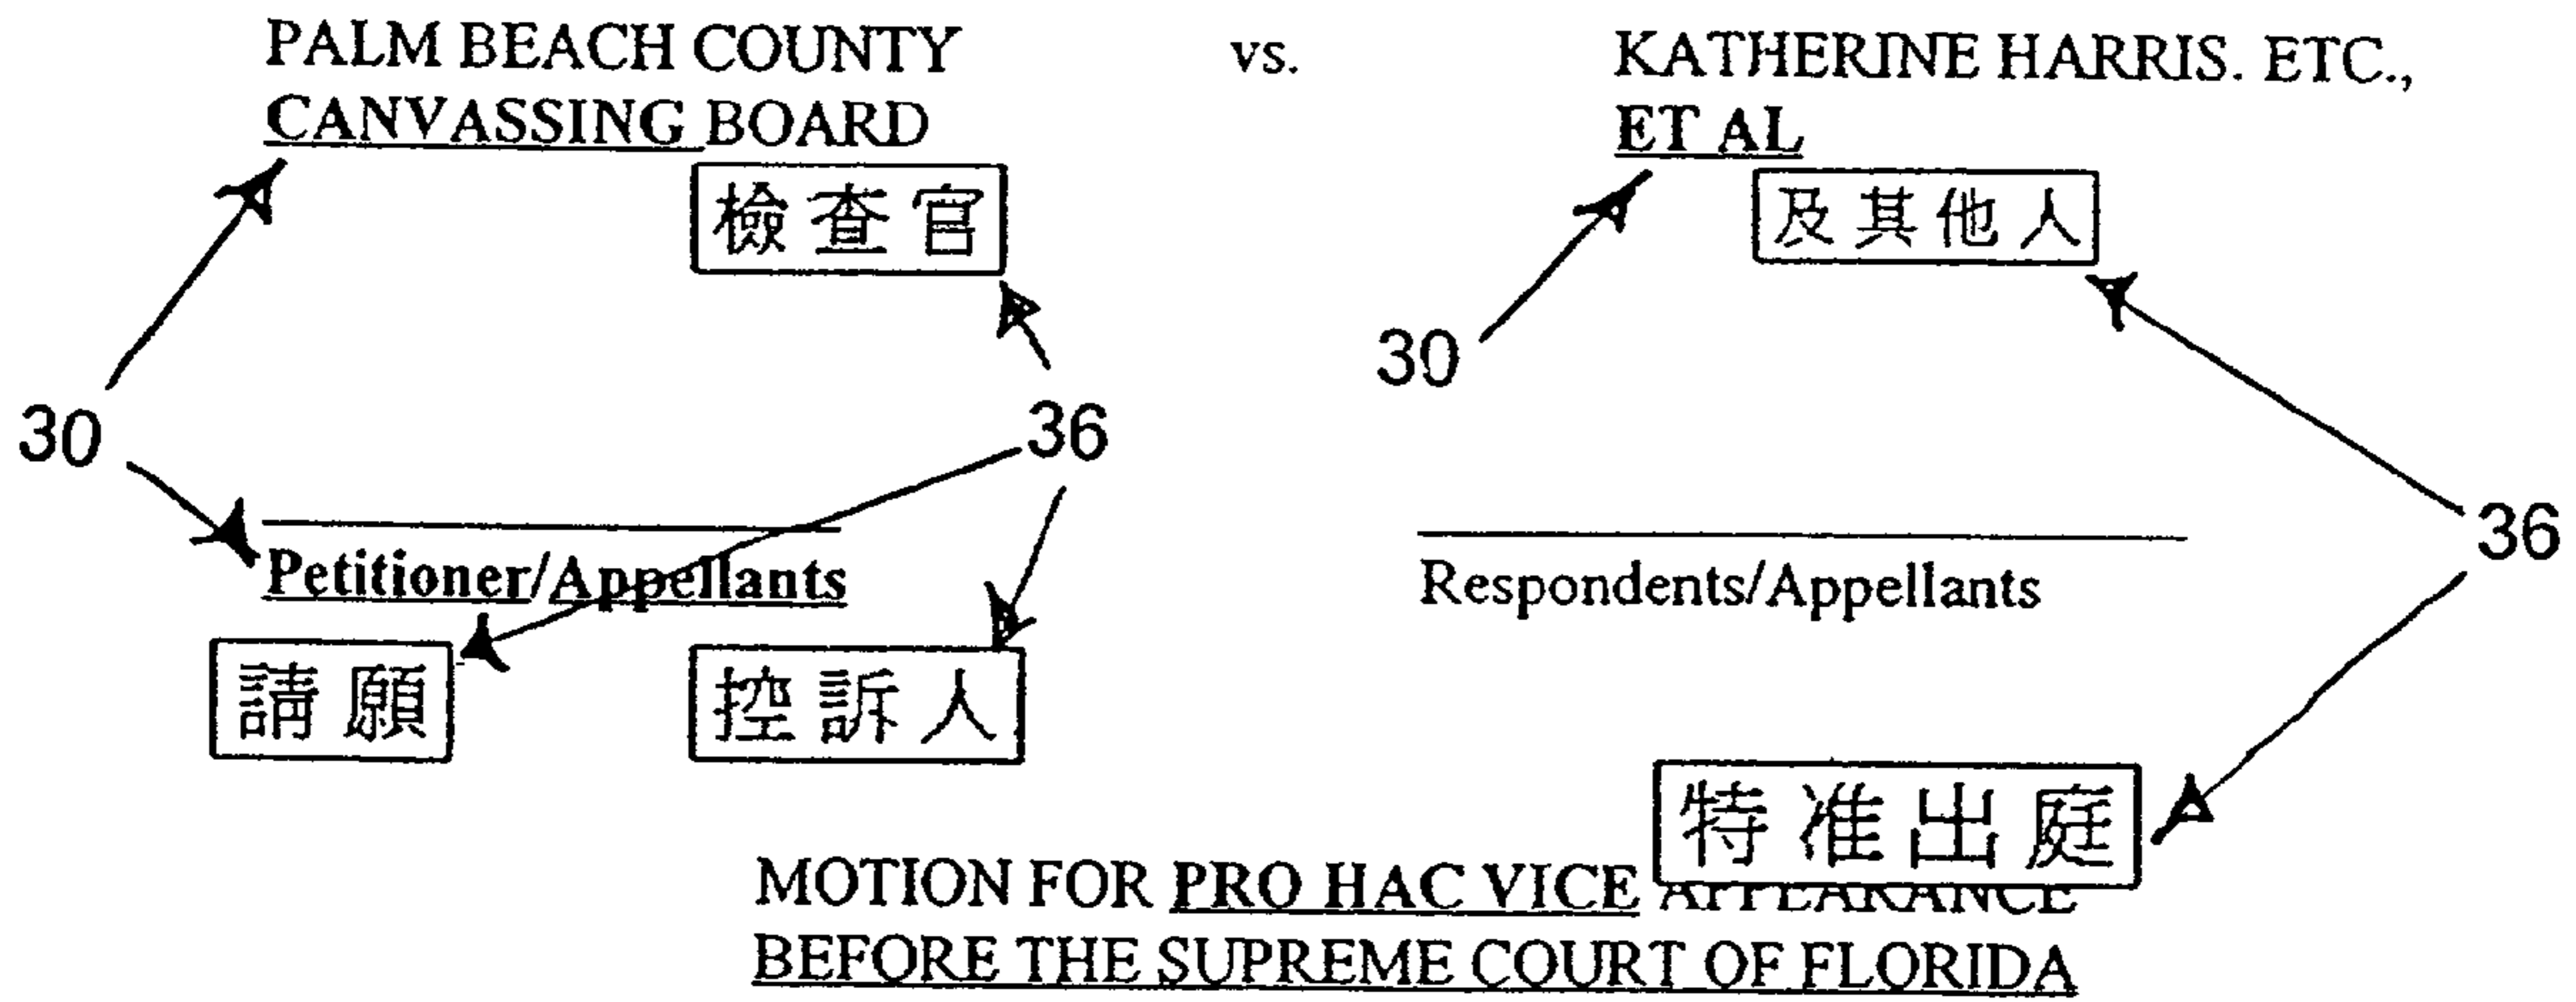 PALM BEACH COUNTY vs. KATHERINE HARRIS. ETC.,
CANVASSING BOARD ET AL
檢查官 及其他人
30
30 36
36
Petitioner/Appellants Respondents/Appellants
請願 控訴人
特准出庭
MOTION FOR PRO HAC VICE APPEARANCE
BEFORE THE SUPREME COURT OF FLORIDA